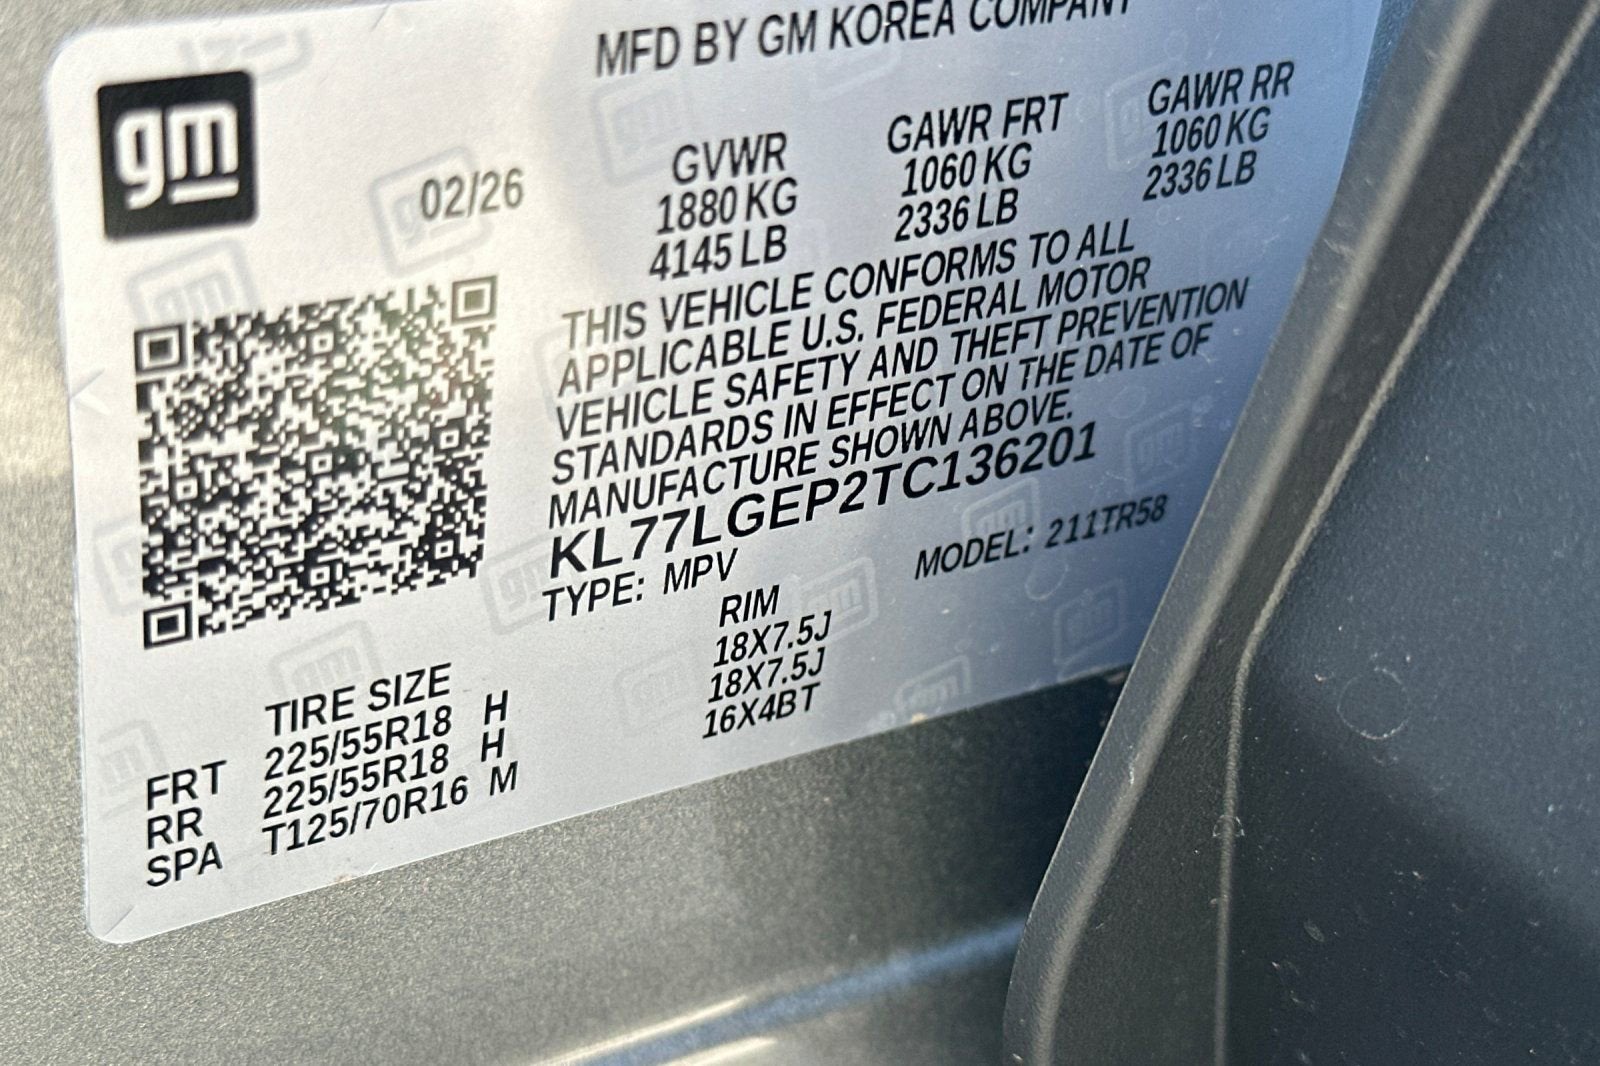 MFD BY GM KOREA COMPANY
gm
02/26
GVWR GAWR FRT GAWR RR
1880 KG 1060 KG 1060 KG
4145 LB 2336 LB 2336 LB
THIS VEHICLE CONFORMS TO ALL
APPLICABLE U.S. FEDERAL MOTOR
VEHICLE SAFETY AND THEFT PREVENTION
STANDARDS IN EFFECT ON THE DATE OF
MANUFACTURE SHOWN ABOVE.
KL77LGEP2TC136201
TYPE: MPV MODEL: 211TR58
TIRE SIZE RIM
FRT 225/55R18 H 18X7.5J
RR 225/55R18 H 18X7.5J
SPA T125/70R16 M 16X4BT